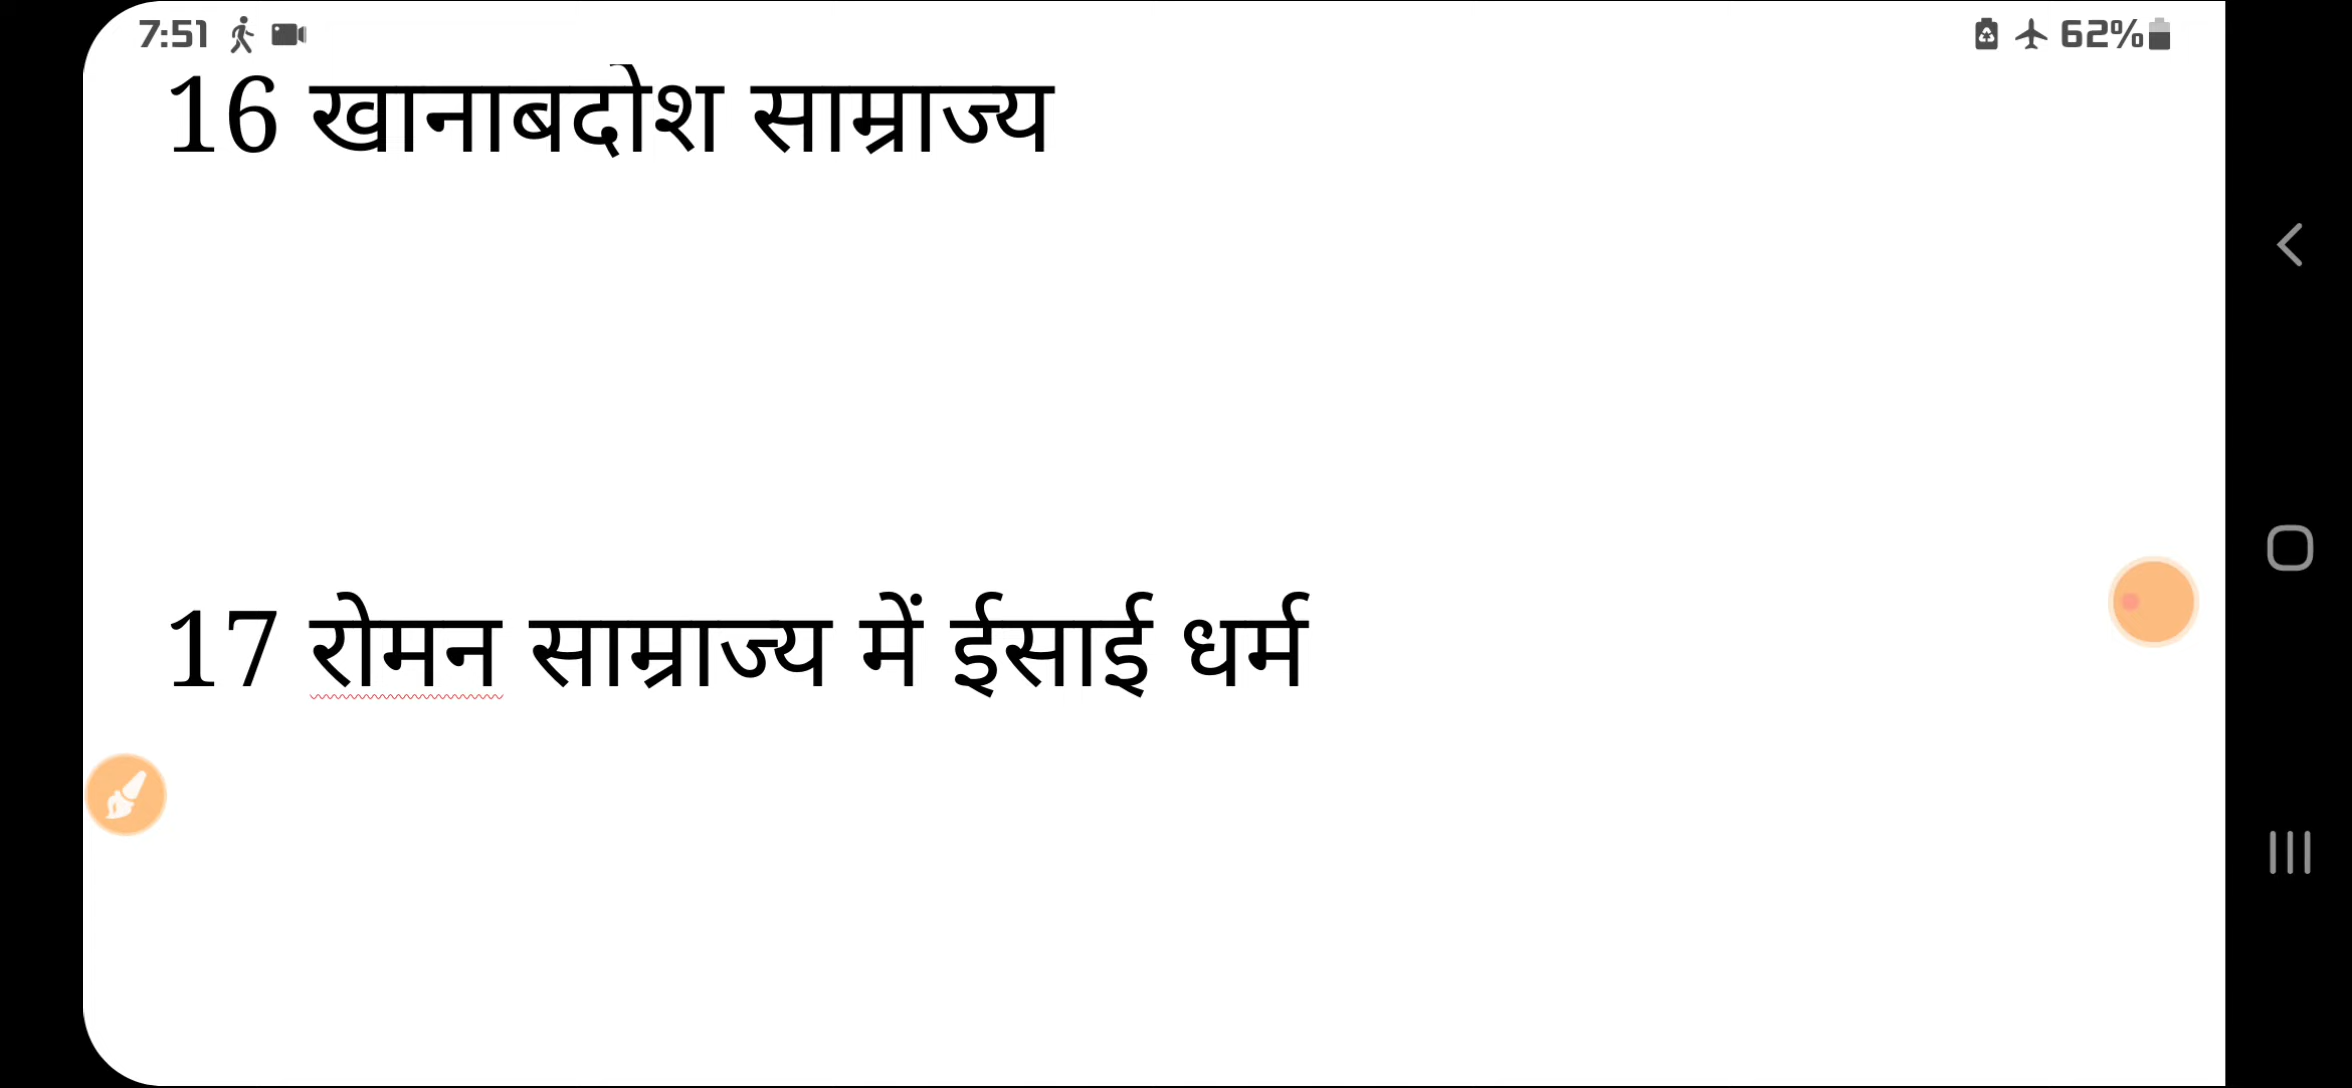 7:51 62%
16 खानाबदोश साम्राज्य
17 रोमन साम्राज्य में ईसाई धर्म